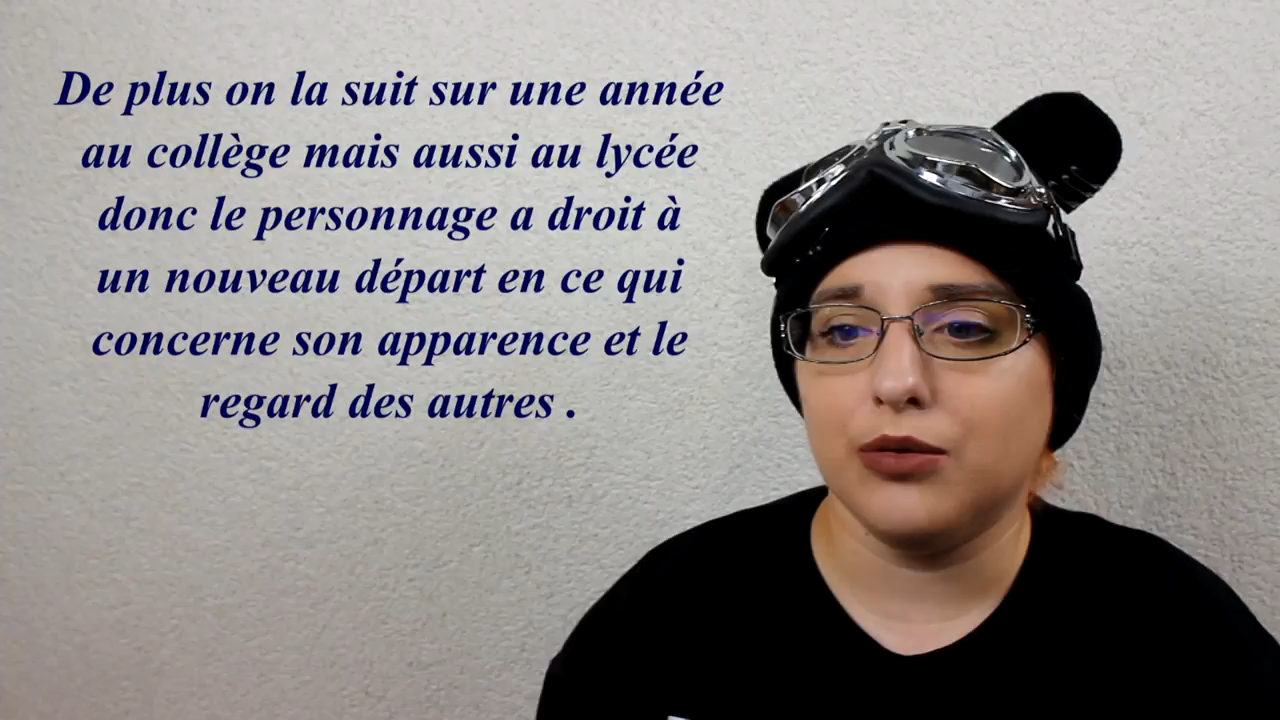 De plus on la suit sur une année
au collège mais aussi au lycée
donc le personnage a droit à
un nouveau départ en ce qui
concerne son apparence et le
regard des autres .